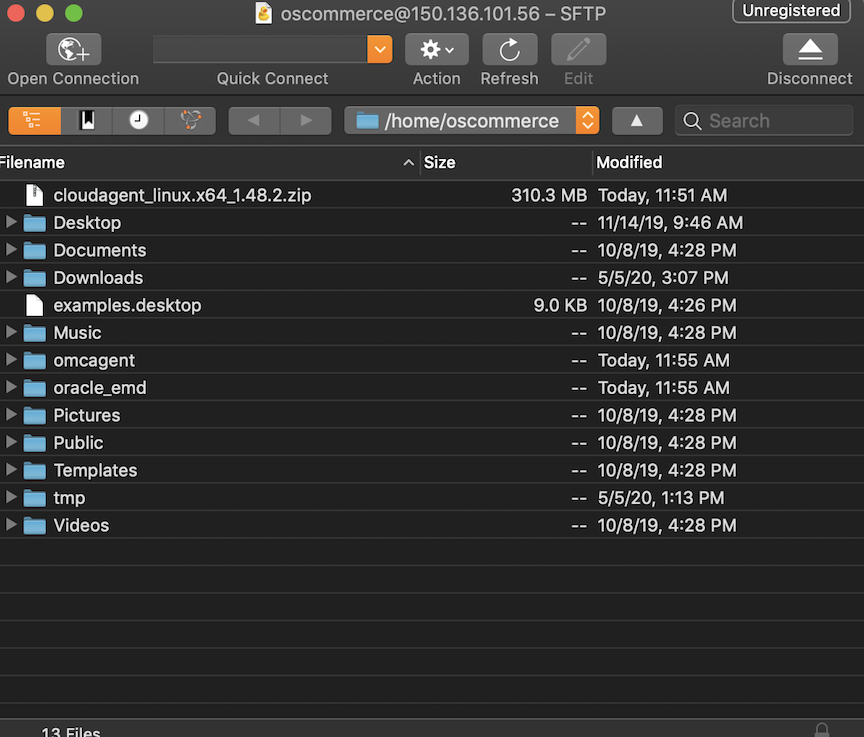 oscommerce@150.136.101.56 – SFTP
Unregistered
Open Connection
Quick Connect
Action
Refresh
Edit
Disconnect
/home/oscommerce
Search
Filename Size Modified
cloudagent_linux.x64_1.48.2.zip 310.3 MB Today, 11:51 AM
Desktop -- 11/14/19, 9:46 AM
Documents -- 10/8/19, 4:28 PM
Downloads -- 5/5/20, 3:07 PM
examples.desktop 9.0 KB 10/8/19, 4:26 PM
Music -- 10/8/19, 4:28 PM
omcagent -- Today, 11:55 AM
oracle_emd -- Today, 11:55 AM
Pictures -- 10/8/19, 4:28 PM
Public -- 10/8/19, 4:28 PM
Templates -- 10/8/19, 4:28 PM
tmp -- 5/5/20, 1:13 PM
Videos -- 10/8/19, 4:28 PM
13 Files